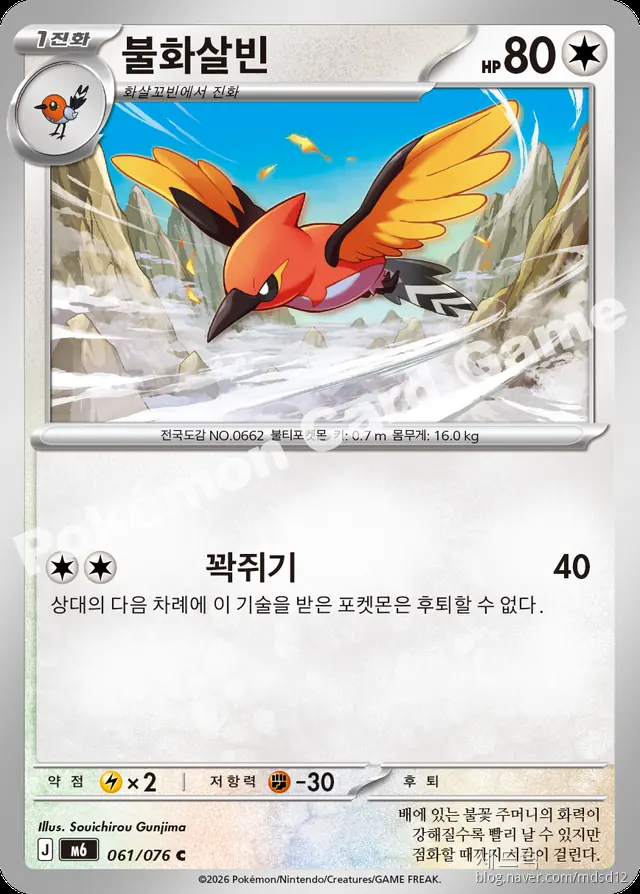 1진화
불화살빈
HP 80
화살꼬빈에서 진화
전국도감 NO.0662 불티포켓몬 키: 0.7 m 몸무게: 16.0 kg
Pokémon Card Game
꽉쥐기 40
상대의 다음 차례에 이 기술을 받은 포켓몬은 후퇴할 수 없다.
약점 ×2 저항력 -30 후퇴
Illus. Souichirou Gunjima
배에 있는 불꽃 주머니의 화력이
강해질수록 빨리 날 수 있지만
점화할 때까지 시간이 걸린다.
J M6 061/076 C
©2026 Pokémon/Nintendo/Creatures/GAME FREAK.
blog.naver.com/mdsd12